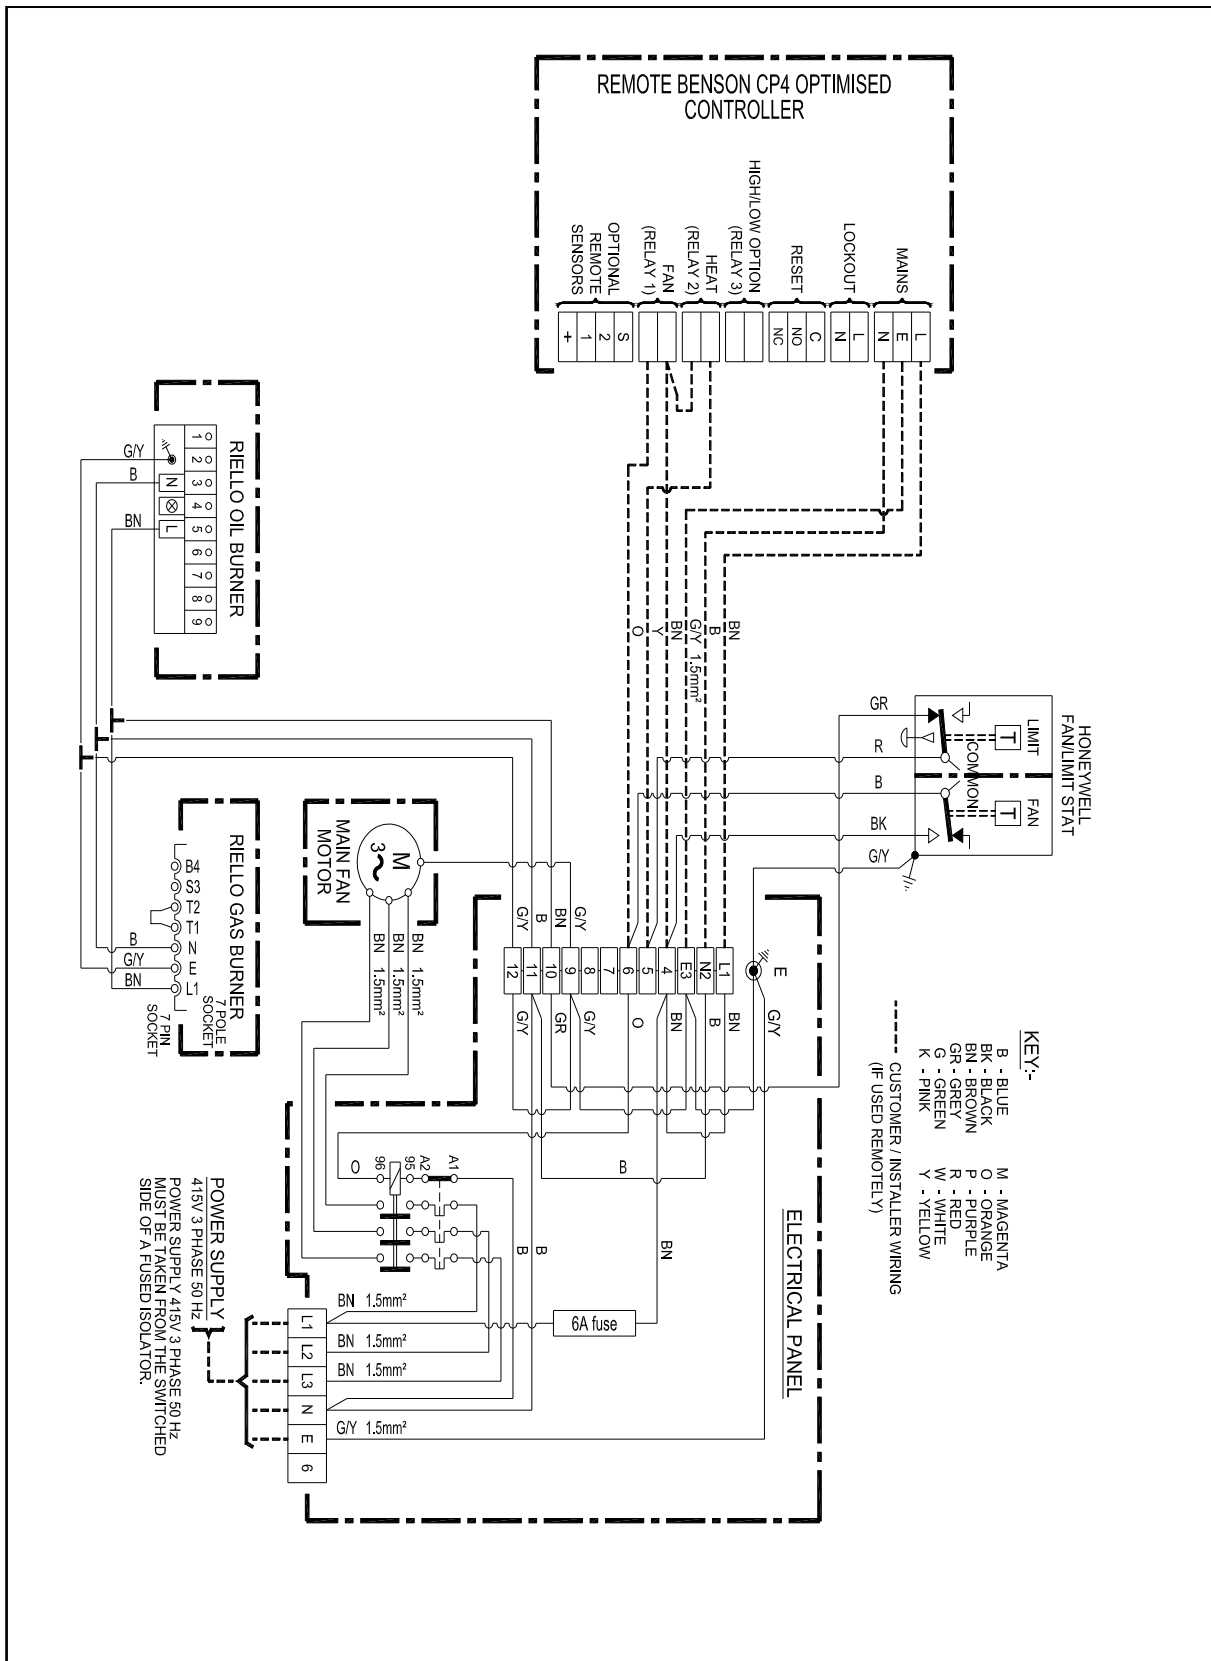 REMOTE BENSON CP4 OPTIMISED
CONTROLLER
OPTIONAL
REMOTE
SENSORS
FAN
(RELAY 1)
HEAT
(RELAY 2)
HIGH/LOW OPTION
(RELAY 3)
RESET
LOCKOUT
MAINS
+ 1 2 S
NC NO C
N L
N E L
HONEYWELL
FAN/LIMIT STAT
LIMIT
T
COMMON
FAN
T
GR
R
B
BK
G/Y
BN
B
G/Y 1.5mm²
BN
Y
O
RIELLO OIL BURNER
1 2 3 4 5 6 7 8 9
N
L
G/Y
B
BN
RIELLO GAS BURNER
B4
S3
T2
T1
N
E
L1
B
G/Y
BN
7 POLE
SOCKET
7 PIN
SOCKET
MAIN FAN
MOTOR
M
3~
BN 1.5mm²
BN 1.5mm²
BN 1.5mm²
G/Y
B
BN
G/Y
12 11 10 9 8 7 6 5 4 E3 N2 L1
E
G/Y
GR
G/Y
O
BN
B
BN
G/Y
KEY:-
B - BLUE
BK - BLACK
BN - BROWN
GR - GREY
G - GREEN
K - PINK
M - MAGENTA
O - ORANGE
P - PURPLE
R - RED
W - WHITE
Y - YELLOW
CUSTOMER / INSTALLER WIRING
(IF USED REMOTELY)
ELECTRICAL PANEL
O
96
95
A2
A1
B
B
B
BN
6A fuse
BN 1.5mm²
BN 1.5mm²
BN 1.5mm²
G/Y 1.5mm²
L1
L2
L3
N
E
6
POWER SUPPLY
415V 3 PHASE 50 Hz
POWER SUPPLY 415V 3 PHASE 50 Hz
MUST BE TAKEN FROM THE SWITCHED
SIDE OF A FUSED ISOLATOR.